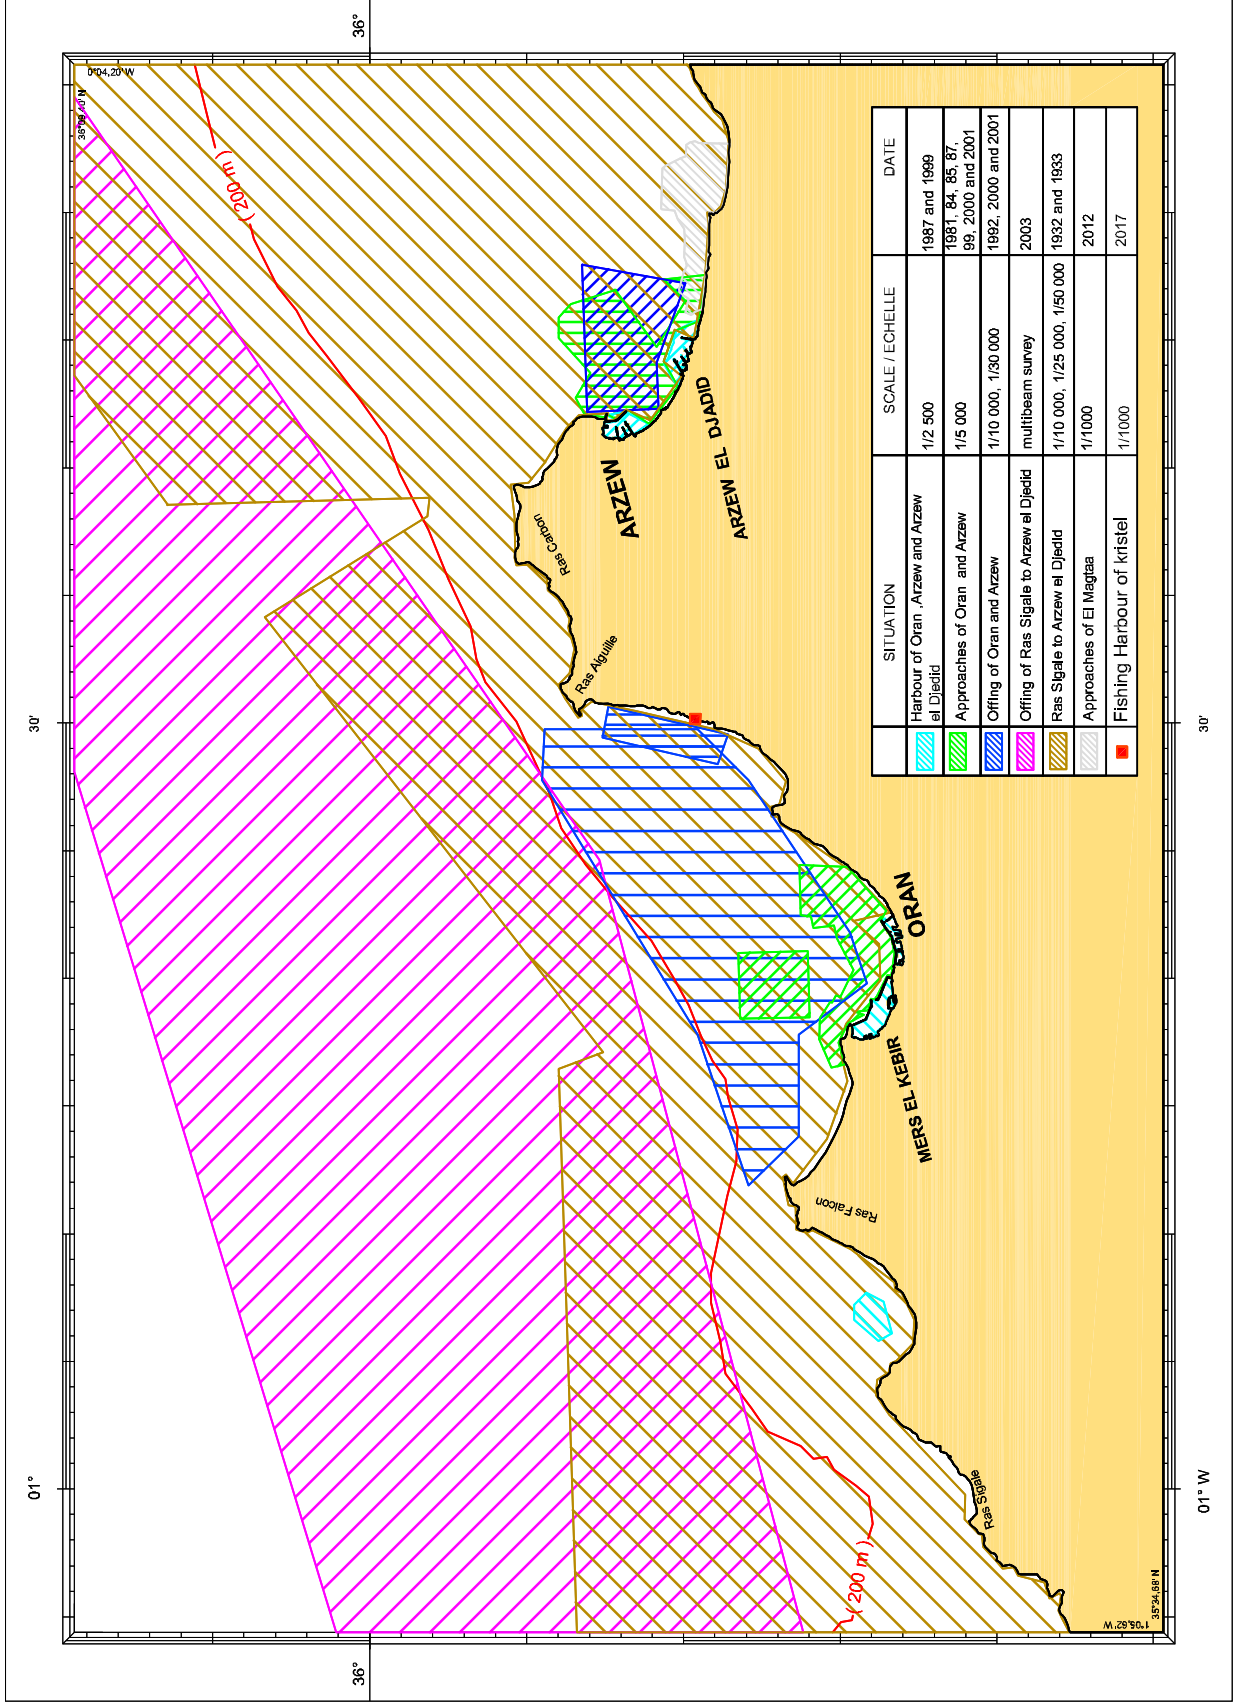 01°
30'
36°
36°
36°09,40' N
0°04,20' W
( 200 m )
Ras Carbon
ARZEW
ARZEW EL DJADID
Ras Aiguille
ORAN
MERS EL KEBIR
Ras Falcon
Ras Sigale
( 200 m )
1°05,62' W
35°34,68' N
01° W
30'
SITUATION SCALE / ECHELLE DATE
Harbour of Oran , Arzew and Arzew
el Djedid 1/2 500 1987 and 1999
Approaches of Oran and Arzew 1/5 000 1981, 84, 85, 87,
99, 2000 and 2001
Offing of Oran and Arzew 1/10 000, 1/30 000 1992, 2000 and 2001
Offing of Ras Sigale to Arzew el Djedid multibeam survey 2003
Ras Sigale to Arzew el Djedid 1/10 000, 1/25 000, 1/50 000 1932 and 1933
Approaches of El Magtaa 1/1000 2012
Fishing Harbour of kristel 1/1000 2017